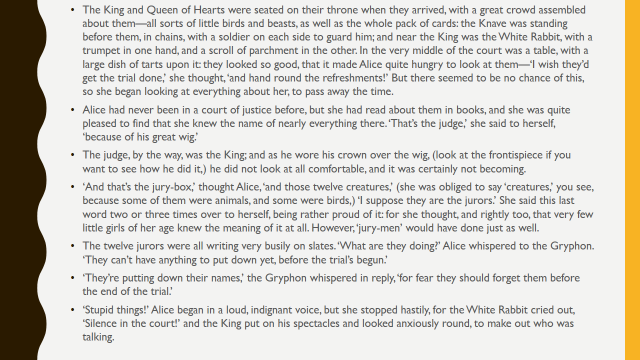 • The King and Queen of Hearts were seated on their throne when they arrived, with a great crowd assembled
about them—all sorts of little birds and beasts, as well as the whole pack of cards: the Knave was standing
before them, in chains, with a soldier on each side to guard him; and near the King was the White Rabbit, with a
trumpet in one hand, and a scroll of parchment in the other. In the very middle of the court was a table, with a
large dish of tarts upon it: they looked so good, that it made Alice quite hungry to look at them—‘I wish they’d
get the trial done,’ she thought, ‘and hand round the refreshments!’ But there seemed to be no chance of this,
so she began looking at everything about her, to pass away the time.
• Alice had never been in a court of justice before, but she had read about them in books, and she was quite
pleased to find that she knew the name of nearly everything there. ‘That’s the judge,’ she said to herself,
‘because of his great wig.’
• The judge, by the way, was the King; and as he wore his crown over the wig, (look at the frontispiece if you
want to see how he did it,) he did not look at all comfortable, and it was certainly not becoming.
• ‘And that’s the jury-box,’ thought Alice, ‘and those twelve creatures,’ (she was obliged to say ‘creatures,’ you see,
because some of them were animals, and some were birds,) ‘I suppose they are the jurors.’ She said this last
word two or three times over to herself, being rather proud of it: for she thought, and rightly too, that very few
little girls of her age knew the meaning of it at all. However, ‘jury-men’ would have done just as well.
• The twelve jurors were all writing very busily on slates. ‘What are they doing?’ Alice whispered to the Gryphon.
‘They can’t have anything to put down yet, before the trial’s begun.’
• ‘They’re putting down their names,’ the Gryphon whispered in reply, ‘for fear they should forget them before
the end of the trial.’
• ‘Stupid things!’ Alice began in a loud, indignant voice, but she stopped hastily, for the White Rabbit cried out,
‘Silence in the court!’ and the King put on his spectacles and looked anxiously round, to make out who was
talking.